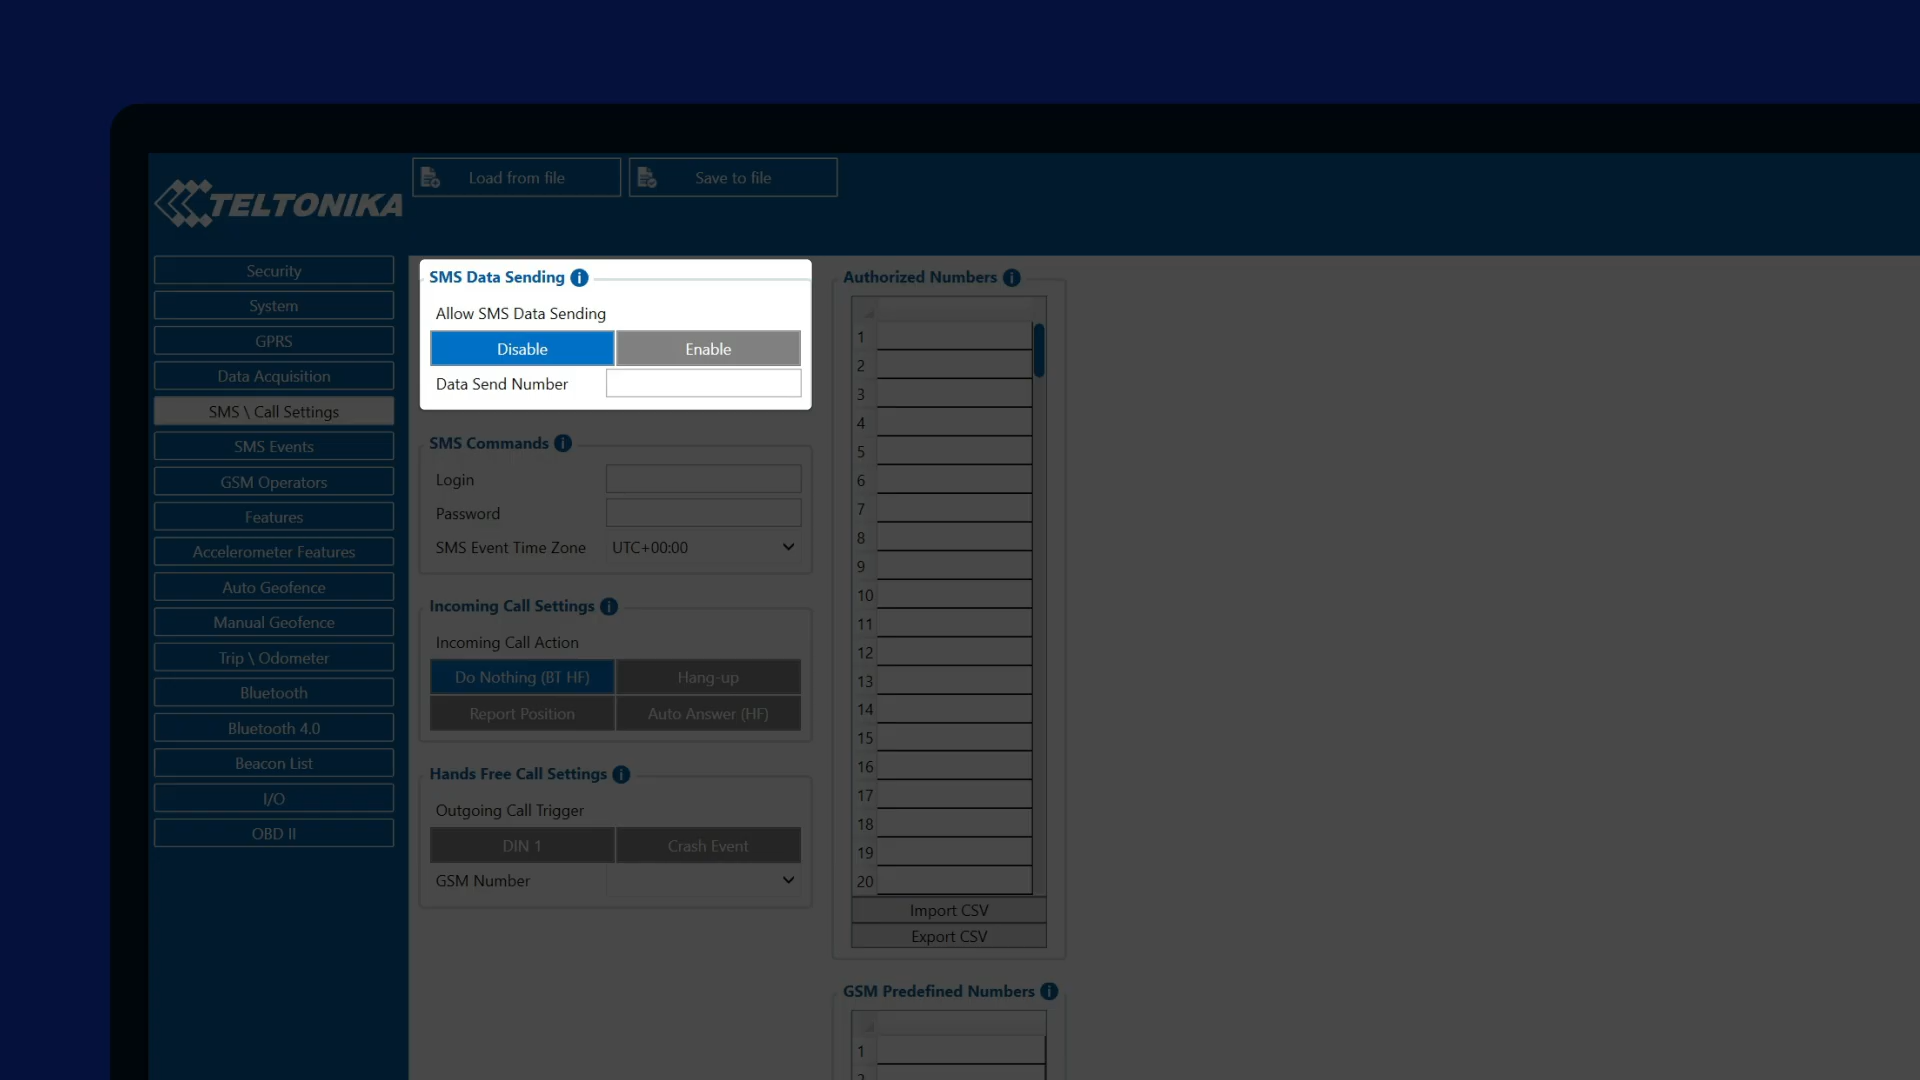 TELTONIKA
Load from file
Save to file
Security
System
GPRS
Data Acquisition
SMS \ Call Settings
SMS Events
GSM Operators
Features
Accelerometer Features
Auto Geofence
Manual Geofence
Trip \ Odometer
Bluetooth
Bluetooth 4.0
Beacon List
I/O
OBD II
SMS Data Sending
Allow SMS Data Sending
Disable Enable
Data Send Number
SMS Commands
Login
Password
SMS Event Time Zone UTC+00:00
Incoming Call Settings
Incoming Call Action
Do Nothing (BT HF) Hang-up
Report Position Auto Answer (HF)
Hands Free Call Settings
Outgoing Call Trigger
DIN 1 Crash Event
GSM Number
Authorized Numbers
1
2
3
4
5
6
7
8
9
10
11
12
13
14
15
16
17
18
19
20
Import CSV
Export CSV
GSM Predefined Numbers
1